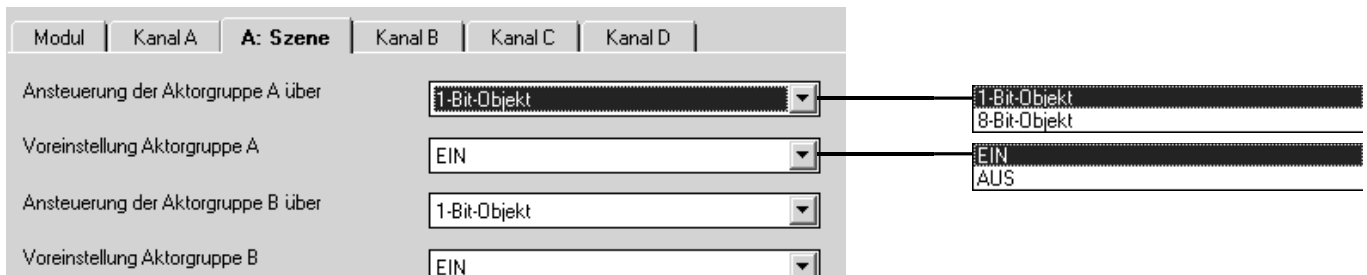 Modul Kanal A A: Szene Kanal B Kanal C Kanal D
Ansteuerung der Aktorgruppe A über 1-Bit-Objekt 1-Bit-Objekt
8-Bit-Objekt
Voreinstellung Aktorgruppe A EIN EIN
AUS
Ansteuerung der Aktorgruppe B über 1-Bit-Objekt
Voreinstellung Aktorgruppe B EIN